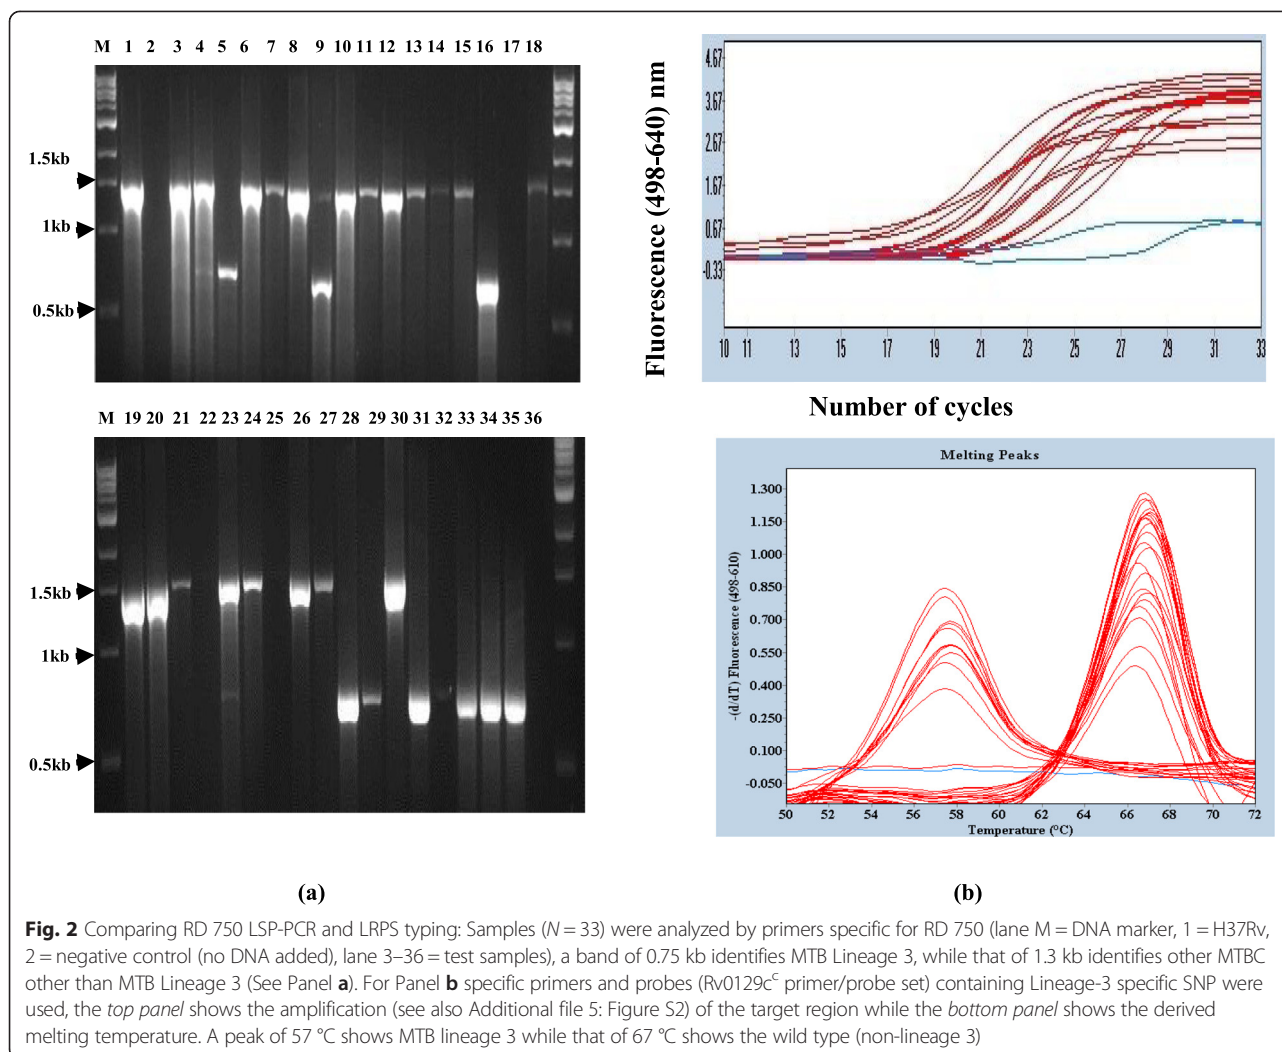 M 1 2 3 4 5 6 7 8 9 10 11 12 13 14 15 16 17 18
1.5kb
1kb
0.5kb
M 19 20 21 22 23 24 25 26 27 28 29 30 31 32 33 34 35 36
1.5kb
1kb
0.5kb
(a)
Fluorescence (498-640) nm
4.67
3.67
2.67
1.67
0.67
-0.33
10 11 13 15 17 19 21 23 25 27 29 31 33
Number of cycles
Melting Peaks
-(d/dT) Fluorescence (498-610)
1.300
1.150
1.000
0.850
0.700
0.550
0.400
0.250
0.100
-0.050
50 52 54 56 58 60 62 64 66 68 70 72
Temperature (°C)
(b)
Fig. 2 Comparing RD 750 LSP-PCR and LRPS typing: Samples (N = 33) were analyzed by primers specific for RD 750 (lane M = DNA marker, 1 = H37Rv,
2 = negative control (no DNA added), lane 3–36 = test samples), a band of 0.75 kb identifies MTB Lineage 3, while that of 1.3 kb identifies other MTBC
other than MTB Lineage 3 (See Panel a). For Panel b specific primers and probes (Rv0129cᶜ primer/probe set) containing Lineage-3 specific SNP were
used, the top panel shows the amplification (see also Additional file 5: Figure S2) of the target region while the bottom panel shows the derived
melting temperature. A peak of 57 °C shows MTB lineage 3 while that of 67 °C shows the wild type (non-lineage 3)